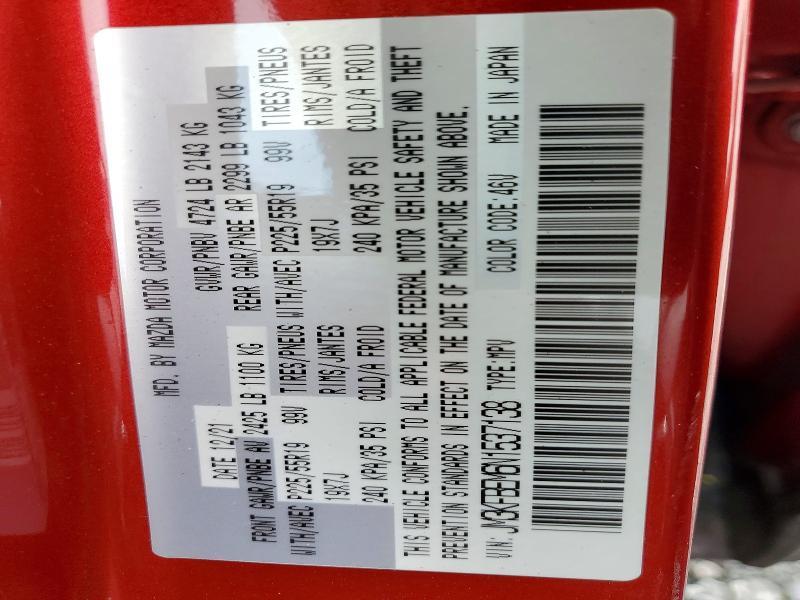 MFD. BY MAZDA MOTOR CORPORATION
DATE 12/21 GVWR/PNBV 4724 LB 2143 KG
FRONT GAWR/PNBE AV 2425 LB 1100 KG REAR GAWR/PNBE AR 2299 LB 1043 KG
WITH/AVEC P225/55R19 99V TIRES/PNEUS WITH/AVEC P225/55R19 99V TIRES/PNEUS
19X7J RIMS/JANTES 19X7J RIMS/JANTES
240 KPA/35 PSI COLD/A FROID 240 KPA/35 PSI COLD/A FROID
THIS VEHICLE CONFORMS TO ALL APPLICABLE FEDERAL MOTOR VEHICLE SAFETY AND THEFT
PREVENTION STANDARDS IN EFFECT ON THE DATE OF MANUFACTURE SHOWN ABOVE.
VIN: JM3KFBEM6N1537138 TYPE:MPV COLOR CODE:46V MADE IN JAPAN